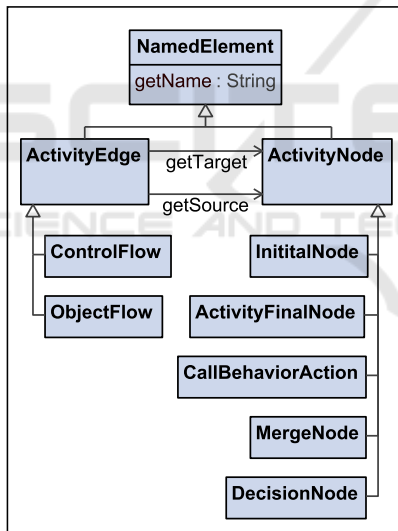 NamedElement
getName : String
ActivityEdge
ActivityNode
getTarget
getSource
ControlFlow
InititalNode
ObjectFlow
ActivityFinalNode
CallBehaviorAction
MergeNode
DecisionNode